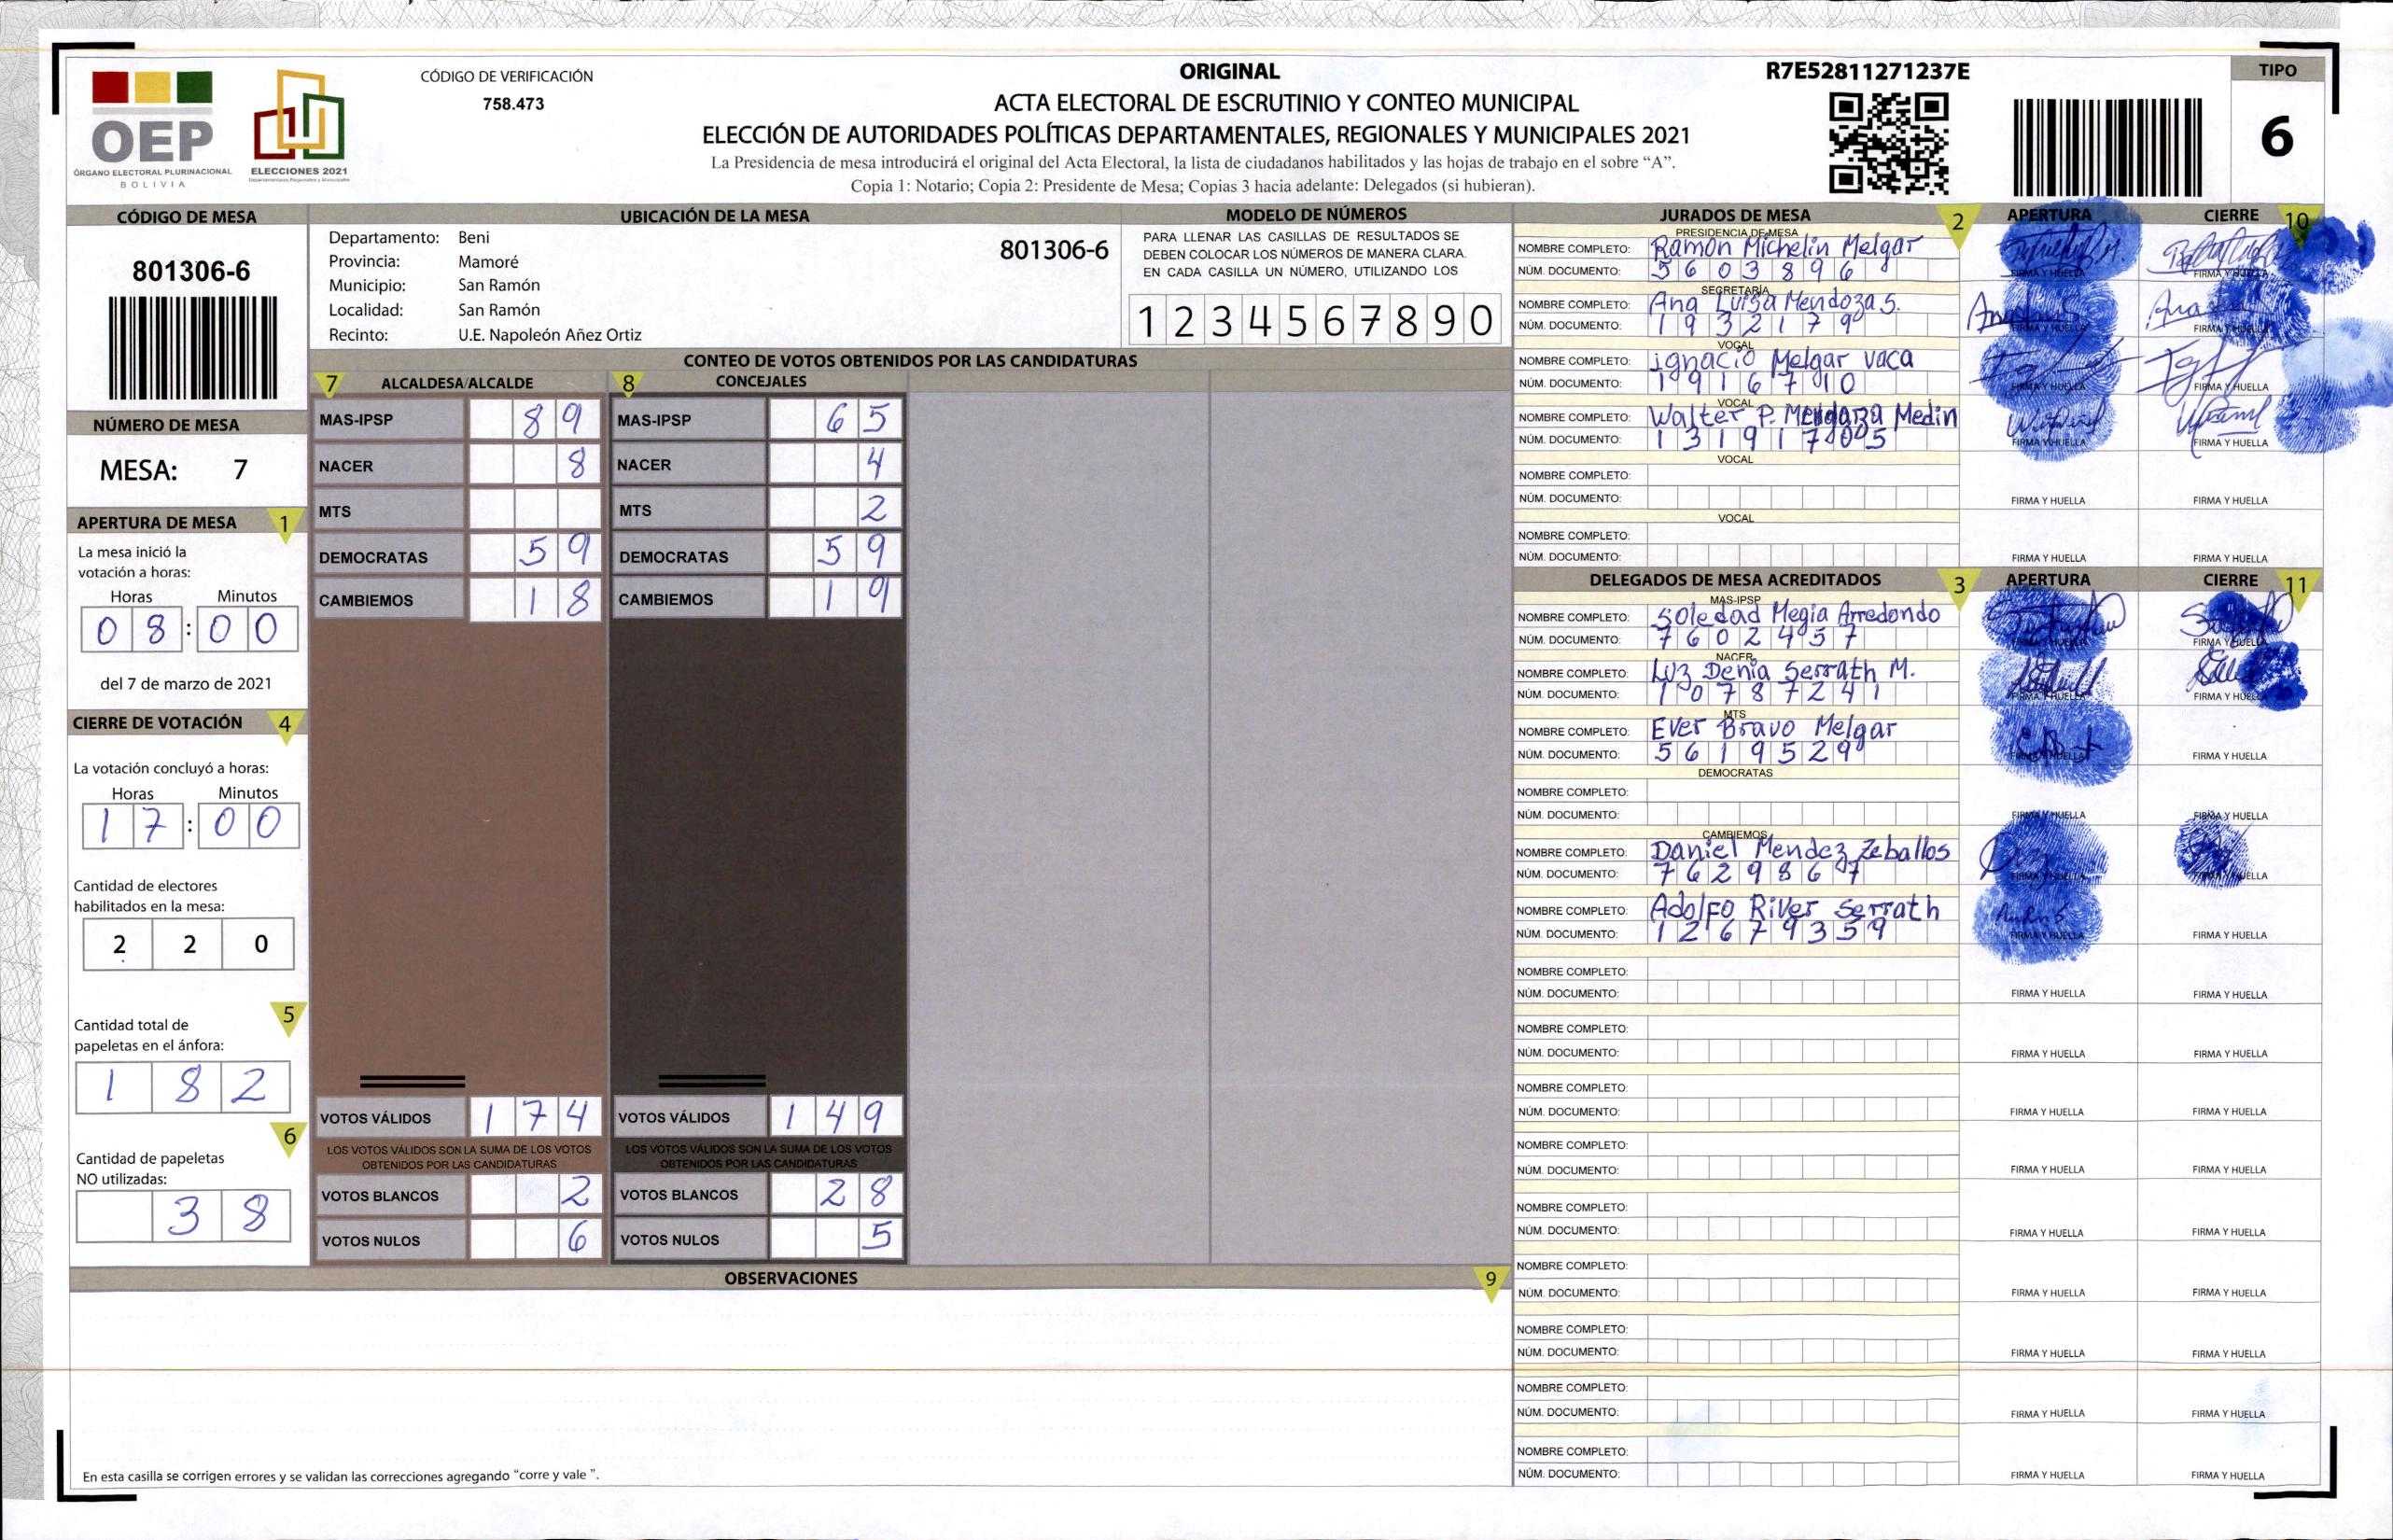 OEP
ÓRGANO ELECTORAL PLURINACIONAL
BOLIVIA
ELECCIONES 2021
CÓDIGO DE VERIFICACIÓN
758.473
ORIGINAL
ACTA ELECTORAL DE ESCRUTINIO Y CONTEO MUNICIPAL
ELECCIÓN DE AUTORIDADES POLÍTICAS DEPARTAMENTALES, REGIONALES Y MUNICIPALES 2021
La Presidencia de mesa introducirá el original del Acta Electoral, la lista de ciudadanos habilitados y las hojas de trabajo en el sobre “A”.
Copia 1: Notario; Copia 2: Presidente de Mesa; Copias 3 hacia adelante: Delegados (si hubieran).
R7E52811271237E
TIPO
6
CÓDIGO DE MESA
801306-6
NÚMERO DE MESA
MESA: 7
APERTURA DE MESA 1
La mesa inició la
votación a horas:
Horas Minutos
08:00
del 7 de marzo de 2021
CIERRE DE VOTACIÓN 4
La votación concluyó a horas:
Horas Minutos
17:00
Cantidad de electores
habilitados en la mesa:
220
5
Cantidad total de
papeletas en el ánfora:
182
6
Cantidad de papeletas
NO utilizadas:
38
UBICACIÓN DE LA MESA
Departamento: Beni
801306-6
Provincia: Mamoré
Municipio: San Ramón
Localidad: San Ramón
Recinto: U.E. Napoleón Añez Ortiz
MODELO DE NÚMEROS
PARA LLENAR LAS CASILLAS DE RESULTADOS SE
DEBEN COLOCAR LOS NÚMEROS DE MANERA CLARA.
EN CADA CASILLA UN NÚMERO, UTILIZANDO LOS
1 2 3 4 5 6 7 8 9 0
CONTEO DE VOTOS OBTENIDOS POR LAS CANDIDATURAS
7 ALCALDESA/ALCALDE
MAS-IPSP 89
NACER 8
MTS
DEMOCRATAS 59
CAMBIEMOS 18
VOTOS VÁLIDOS 174
LOS VOTOS VÁLIDOS SON LA SUMA DE LOS VOTOS
OBTENIDOS POR LAS CANDIDATURAS
VOTOS BLANCOS 2
VOTOS NULOS 6
8 CONCEJALES
MAS-IPSP 65
NACER 4
MTS 2
DEMOCRATAS 59
CAMBIEMOS 19
VOTOS VÁLIDOS 149
LOS VOTOS VÁLIDOS SON LA SUMA DE LOS VOTOS
OBTENIDOS POR LAS CANDIDATURAS
VOTOS BLANCOS 28
VOTOS NULOS 5
OBSERVACIONES 9
En esta casilla se corrigen errores y se validan las correcciones agregando “corre y vale ”.
JURADOS DE MESA 2 APERTURA CIERRE 10
PRESIDENCIA DE MESA
NOMBRE COMPLETO: Ramón Michelin Melgar
NÚM. DOCUMENTO: 5603896 FIRMA Y HUELLA FIRMA Y HUELLA
SECRETARÍA
NOMBRE COMPLETO: Ana Luisa Mendoza S.
NÚM. DOCUMENTO: 1932179 FIRMA Y HUELLA FIRMA Y HUELLA
VOCAL
NOMBRE COMPLETO: ignacio Melgar vaca
NÚM. DOCUMENTO: 1916710 FIRMA Y HUELLA FIRMA Y HUELLA
VOCAL
NOMBRE COMPLETO: Walter P. Mendoza Medin
NÚM. DOCUMENTO: 13191705 FIRMA Y HUELLA FIRMA Y HUELLA
VOCAL
NOMBRE COMPLETO:
NÚM. DOCUMENTO: FIRMA Y HUELLA FIRMA Y HUELLA
VOCAL
NOMBRE COMPLETO:
NÚM. DOCUMENTO: FIRMA Y HUELLA FIRMA Y HUELLA
DELEGADOS DE MESA ACREDITADOS 3 APERTURA CIERRE 11
MAS-IPSP
NOMBRE COMPLETO: Soledad Megia Arredondo
NÚM. DOCUMENTO: 7602457 FIRMA Y HUELLA FIRMA Y HUELLA
NACER
NOMBRE COMPLETO: Luz Denia Serrath M.
NÚM. DOCUMENTO: 10787241 FIRMA Y HUELLA FIRMA Y HUELLA
MTS
NOMBRE COMPLETO: Ever Bravo Melgar
NÚM. DOCUMENTO: 5619529 FIRMA Y HUELLA FIRMA Y HUELLA
DEMOCRATAS
NOMBRE COMPLETO:
NÚM. DOCUMENTO: FIRMA Y HUELLA FIRMA Y HUELLA
CAMBIEMOS
NOMBRE COMPLETO: Daniel Mendez Zeballos
NÚM. DOCUMENTO: 7629867 FIRMA Y HUELLA FIRMA Y HUELLA
NOMBRE COMPLETO: Adolfo River Serrath
NÚM. DOCUMENTO: 12679359 FIRMA Y HUELLA FIRMA Y HUELLA
NOMBRE COMPLETO:
NÚM. DOCUMENTO: FIRMA Y HUELLA FIRMA Y HUELLA
NOMBRE COMPLETO:
NÚM. DOCUMENTO: FIRMA Y HUELLA FIRMA Y HUELLA
NOMBRE COMPLETO:
NÚM. DOCUMENTO: FIRMA Y HUELLA FIRMA Y HUELLA
NOMBRE COMPLETO:
NÚM. DOCUMENTO: FIRMA Y HUELLA FIRMA Y HUELLA
NOMBRE COMPLETO:
NÚM. DOCUMENTO: FIRMA Y HUELLA FIRMA Y HUELLA
NOMBRE COMPLETO:
NÚM. DOCUMENTO: FIRMA Y HUELLA FIRMA Y HUELLA
NOMBRE COMPLETO:
NÚM. DOCUMENTO: FIRMA Y HUELLA FIRMA Y HUELLA
NOMBRE COMPLETO:
NÚM. DOCUMENTO: FIRMA Y HUELLA FIRMA Y HUELLA
NOMBRE COMPLETO:
NÚM. DOCUMENTO: FIRMA Y HUELLA FIRMA Y HUELLA